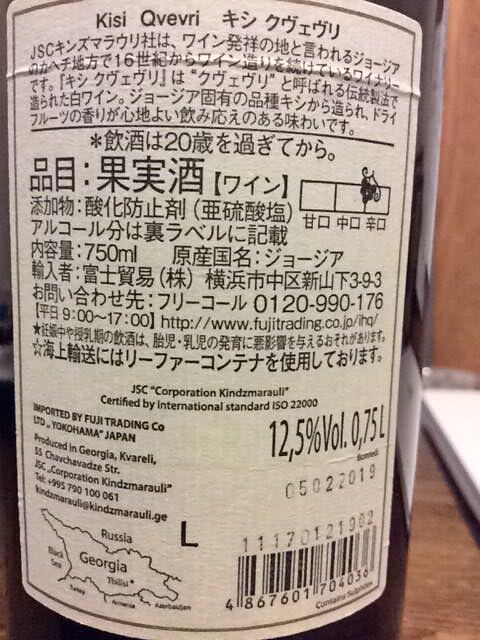 Kisi Qvevri キシ クヴェヴリ
JSCキンズマラウリ社は、ワイン発祥の地と言われるジョージア
のカヘチ地方で16世紀からワイン造りを続けているワイナリー
です。『キシ クヴェヴリ』は“クヴェヴリ”と呼ばれる伝統製法で
造られた白ワイン。ジョージア固有の品種キシから造られ、ドライ
フルーツの香りが心地よい飲み応えのある味わいです。
*飲酒は20歳を過ぎてから。
品目:果実酒【ワイン】
甘口 中口 辛口
添加物:酸化防止剤(亜硫酸塩)
アルコール分は裏ラベルに記載
内容量:750ml 原産国名:ジョージア
輸入者:富士貿易(株) 横浜市中区新山下3-9-3
お問い合わせ先:フリーコール 0120-990-176
【平日 9:00~17:00】http://www.fujitrading.co.jp/ihq/
★妊娠中や授乳期の飲酒は、胎児・乳児の発育に悪影響を与えるおそれがあります。
☆海上輸送にはリーファーコンテナを使用しております。
JSC "Corporation Kindzmarauli"
Certified by international standard ISO 22000
IMPORTED BY FUJI TRADING Co
LTD „YOKOHAMA" JAPAN
12,5%Vol. 0,75 L
Bottled:
05022019
Produced in Georgia, Kvareli,
55 Chavchavadze Str.
JSC „Corporation Kindzmarauli"
Tel: +995 790 100 061
kindzmarauli@kindzmarauli.ge
L
11170121902
Russia
Black
Sea
Georgia
Tbilisi
Turkey Armenia Azerbaijan
4 867601 704036
Contains Sulphites